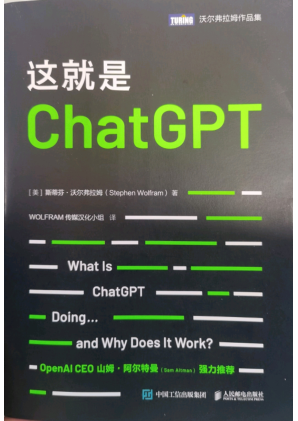 TURING 沃尔弗拉姆作品集
这就是
ChatGPT
[美] 斯蒂芬·沃尔弗拉姆（Stephen Wolfram）著
WOLFRAM 传媒汉化小组 译
What Is
ChatGPT
Doing...
and Why Does It Work?
OpenAI CEO 山姆·阿尔特曼（Sam Altman）强力推荐
中国工信出版集团 人民邮电出版社
POSTS & TELECOM PRESS